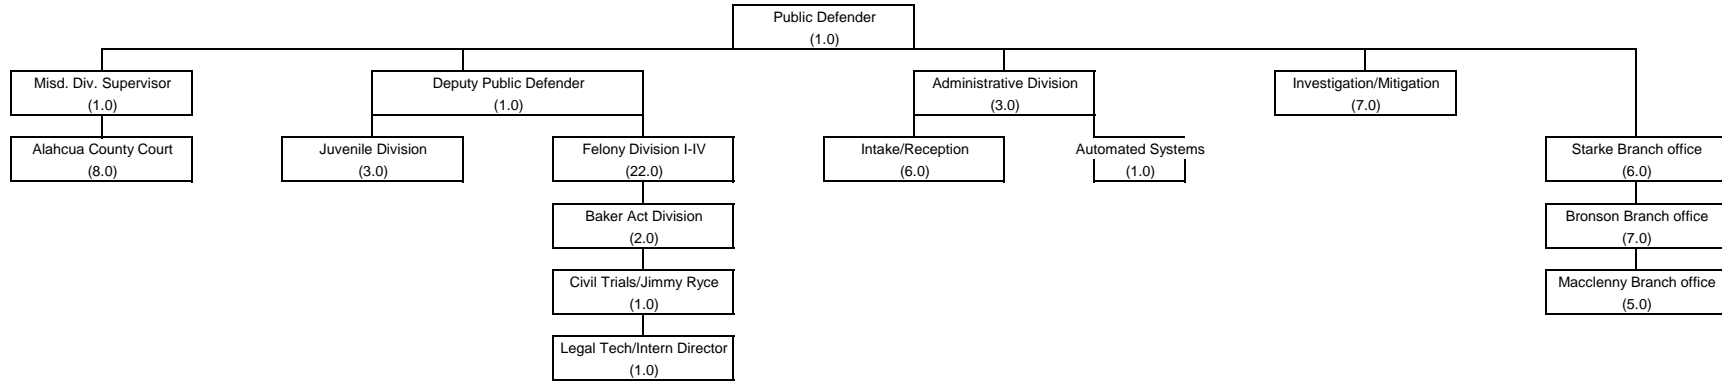 Public Defender
(1.0)
Misd. Div. Supervisor
(1.0)
Deputy Public Defender
(1.0)
Administrative Division
(3.0)
Investigation/Mitigation
(7.0)
Alahcua County Court
(8.0)
Juvenile Division
(3.0)
Felony Division I-IV
(22.0)
Intake/Reception
(6.0)
Automated Systems
(1.0)
Starke Branch office
(6.0)
Baker Act Division
(2.0)
Bronson Branch office
(7.0)
Civil Trials/Jimmy Ryce
(1.0)
Macclenny Branch office
(5.0)
Legal Tech/Intern Director
(1.0)